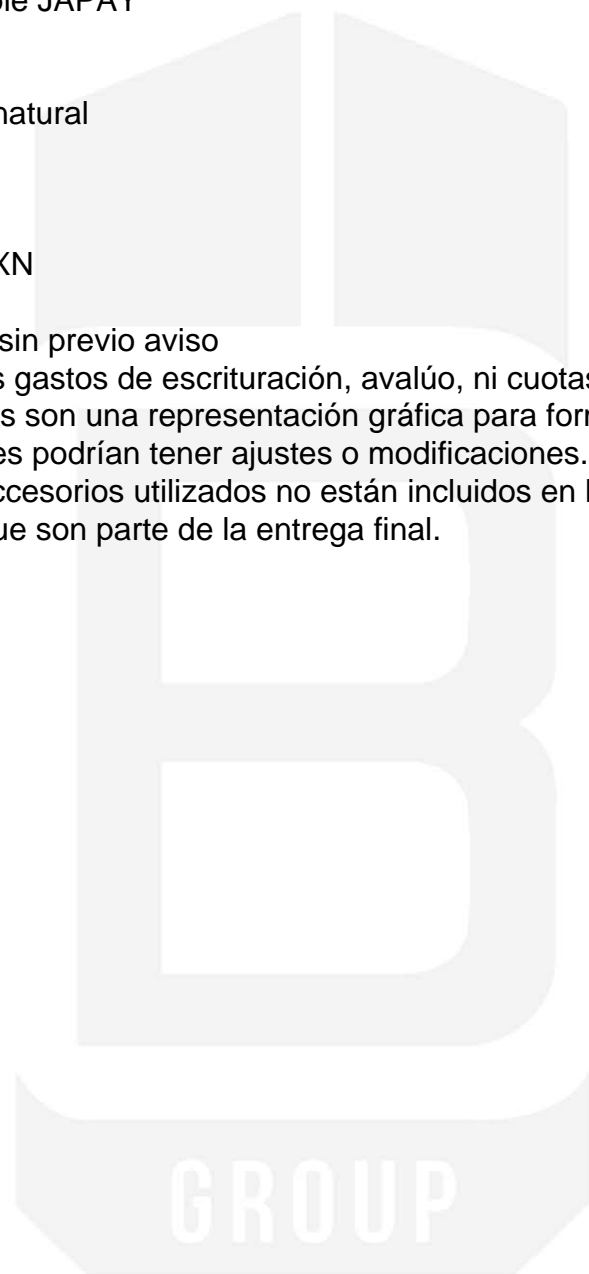 ble JAPAY
natural
XN
sin previo aviso
s gastos de escrituración, avalúo, ni cuotas
s son una representación gráfica para for
es podrían tener ajustes o modificaciones.
ccesorios utilizados no están incluidos en l
ue son parte de la entrega final.
B
GROUP